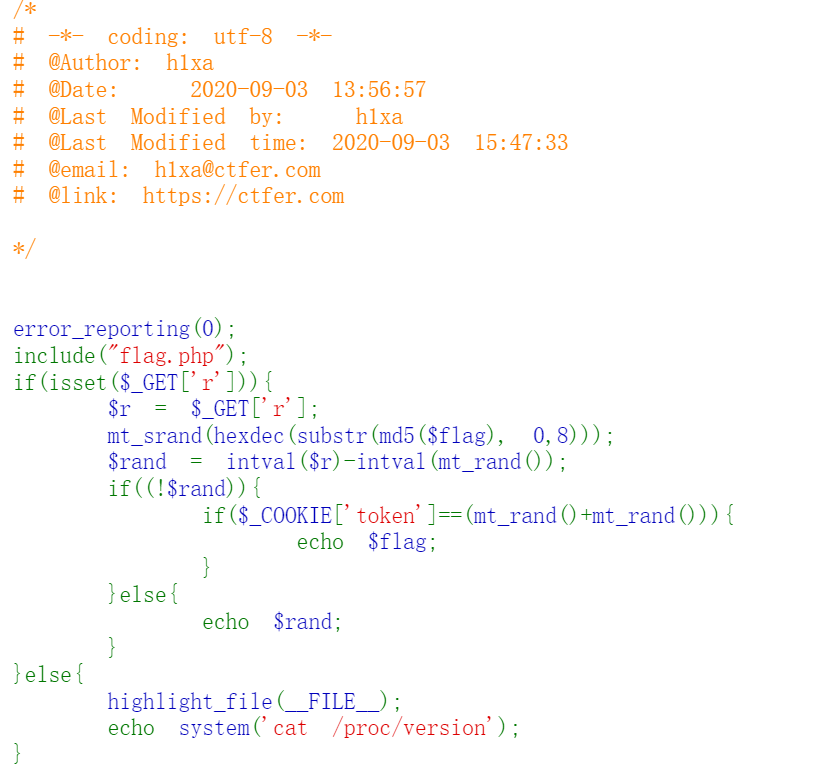 /*
# -*- coding: utf-8 -*-
# @Author: h1xa
# @Date:   2020-09-03 13:56:57
# @Last Modified by:   h1xa
# @Last Modified time: 2020-09-03 15:47:33
# @email: h1xa@ctfer.com
# @link: https://ctfer.com
*/
error_reporting(0);
include("flag.php");
if(isset($_GET['r'])){
        $r = $_GET['r'];
        mt_srand(hexdec(substr(md5($flag), 0,8)));
        $rand = intval($r)-intval(mt_rand());
        if((!$rand)){
                if($_COOKIE['token']==(mt_rand()+mt_rand())){
                        echo $flag;
                }
        }else{
                echo $rand;
        }
}else{
        highlight_file(__FILE__);
        echo system('cat /proc/version');
}